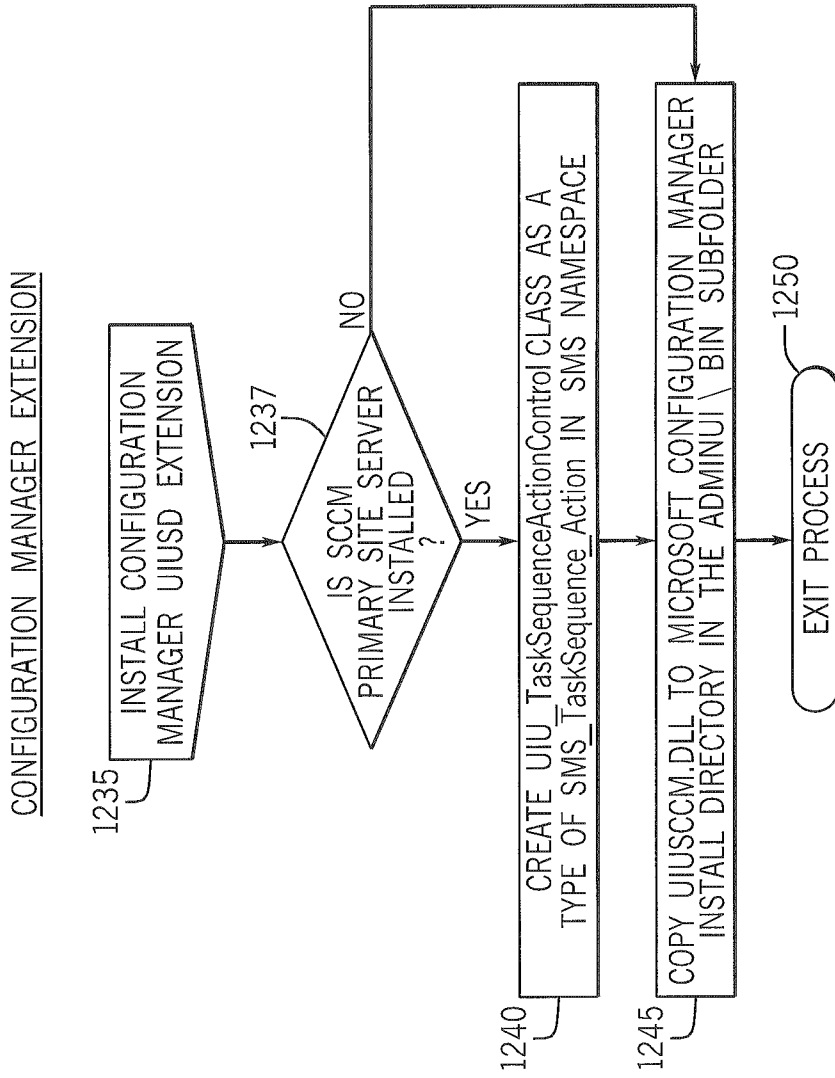 CONFIGURATION MANAGER EXTENSION
INSTALL CONFIGURATION
MANAGER UIUSD EXTENSION
1235
IS SCCM
PRIMARY SITE SERVER
INSTALLED
?
1237
NO
YES
CREATE UIU_TaskSequenceActionControl CLASS AS A
TYPE OF SMS_TaskSequence_Action IN SMS NAMESPACE
1240
COPY UIUSCCM.DLL TO MICROSOFT CONFIGURATION MANAGER
INSTALL DIRECTORY IN THE ADMINUI \ BIN SUBFOLDER
1245
EXIT PROCESS
1250